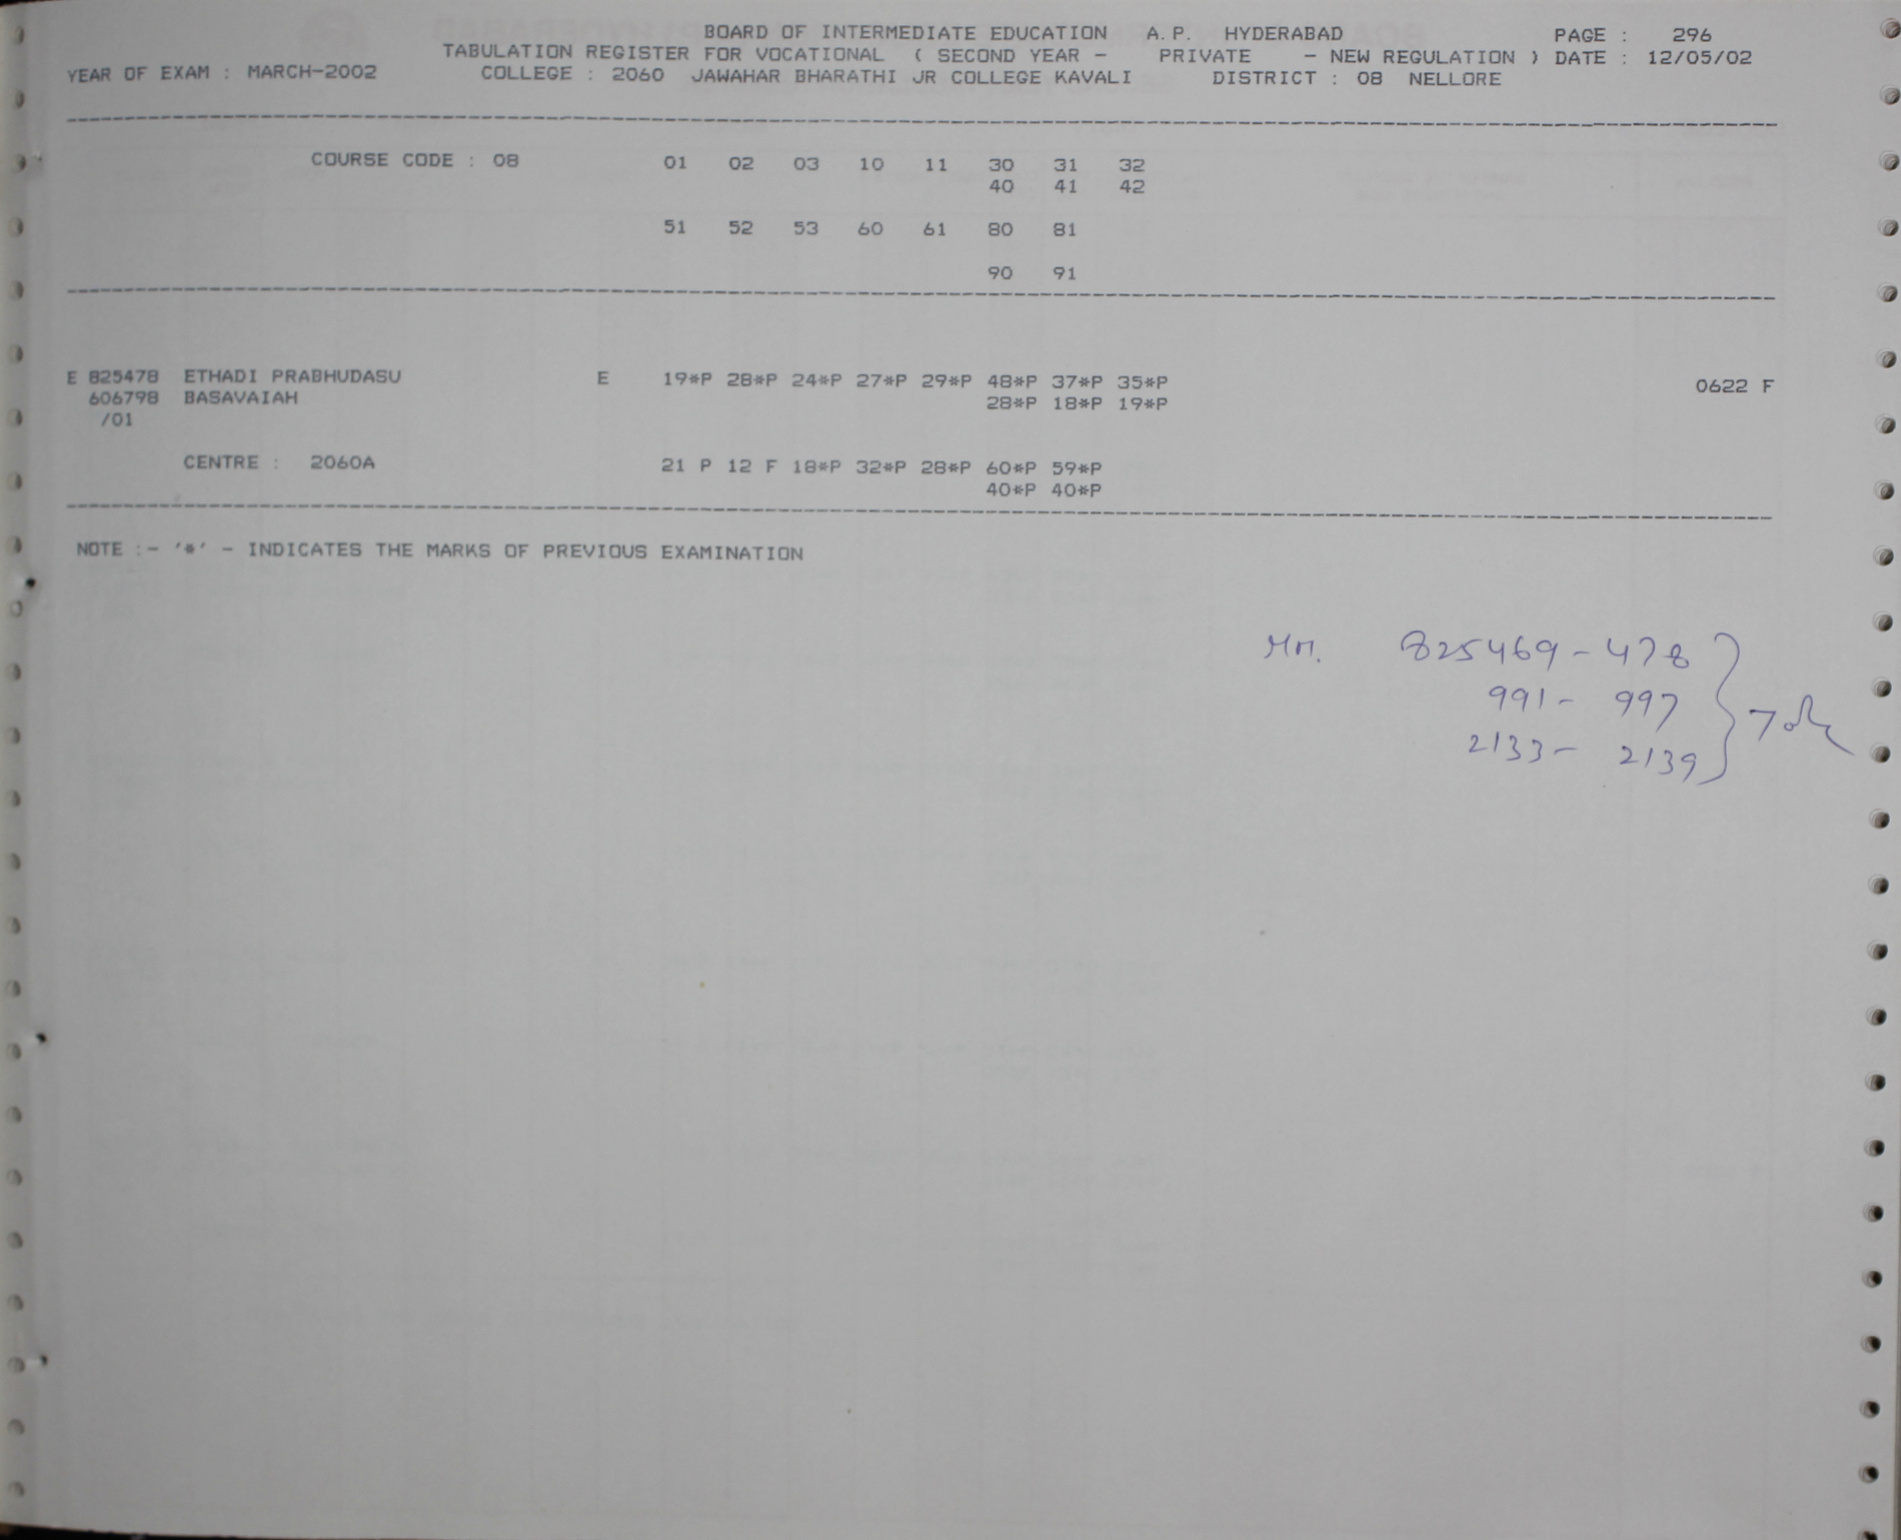 BOARD OF INTERMEDIATE EDUCATION A.P. HYDERABAD PAGE : 296
TABULATION REGISTER FOR VOCATIONAL ( SECOND YEAR - PRIVATE - NEW REGULATION ) DATE : 12/05/02
YEAR OF EXAM : MARCH-2002 COLLEGE : 2060 JAWAHAR BHARATHI JR COLLEGE KAVALI DISTRICT : 08 NELLORE
COURSE CODE : 08 01 02 03 10 11 30 31 32
40 41 42
51 52 53 60 61 80 81
90 91
E 825478 ETHADI PRABHUDASU E 19*P 28*P 24*P 27*P 29*P 48*P 37*P 35*P 0622 F
606798 BASAVAIAH 28*P 18*P 19*P
/01
CENTRE : 2060A 21 P 12 F 18*P 32*P 28*P 60*P 59*P
40*P 40*P
NOTE :- '*' - INDICATES THE MARKS OF PREVIOUS EXAMINATION
825469-478
991- 997
2133- 2139